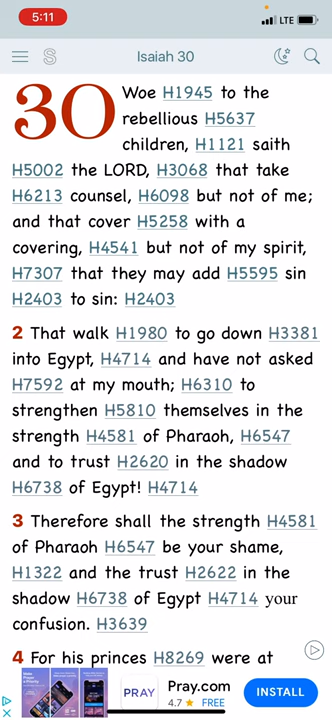 5:11
LTE
S
Isaiah 30
30
Woe H1945 to the
rebellious H5637
children, H1121 saith
H5002 the LORD, H3068 that take
H6213 counsel, H6098 but not of me;
and that cover H5258 with a
covering, H4541 but not of my spirit,
H7307 that they may add H5595 sin
H2403 to sin: H2403
2 That walk H1980 to go down H3381
into Egypt, H4714 and have not asked
H7592 at my mouth; H6310 to
strengthen H5810 themselves in the
strength H4581 of Pharaoh, H6547
and to trust H2620 in the shadow
H6738 of Egypt! H4714
3 Therefore shall the strength H4581
of Pharaoh H6547 be your shame,
H1322 and the trust H2622 in the
shadow H6738 of Egypt H4714 your
confusion. H3639
4 For his princes H8269 were at
PRAY
Pray.com
4.7 ★ FREE
INSTALL